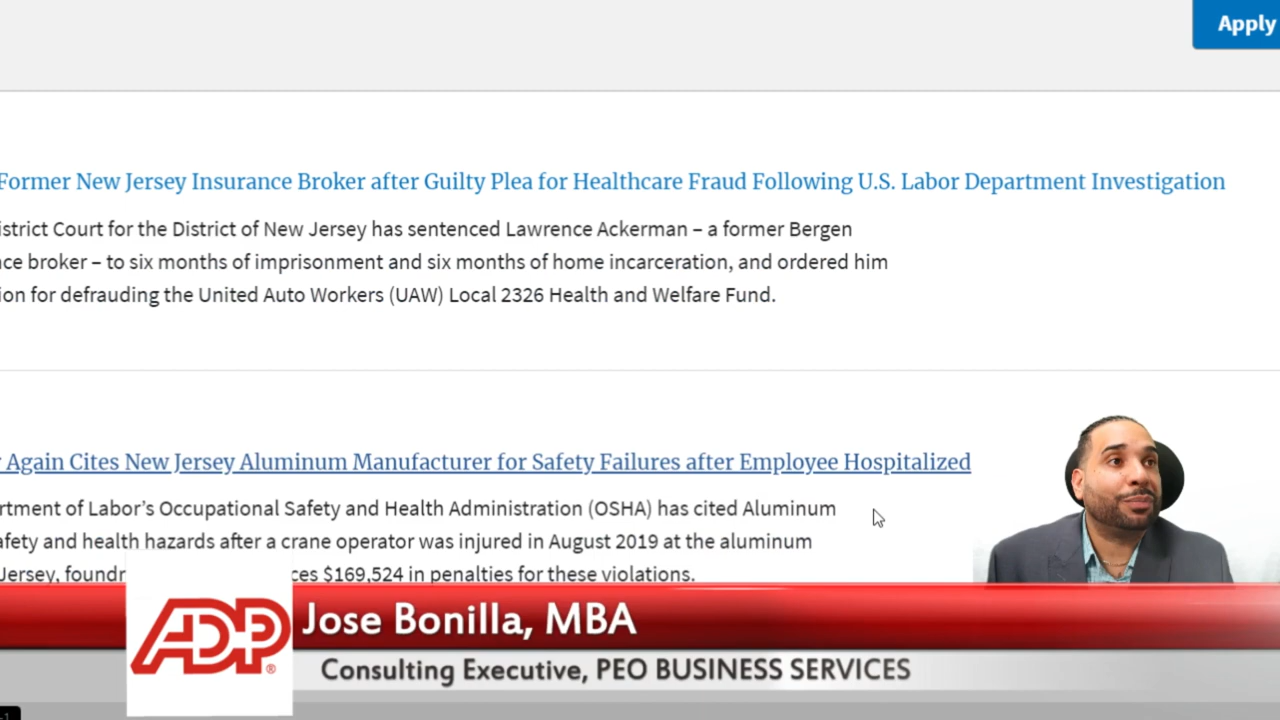 Apply
Former New Jersey Insurance Broker after Guilty Plea for Healthcare Fraud Following U.S. Labor Department Investigation
District Court for the District of New Jersey has sentenced Lawrence Ackerman – a former Bergen
nce broker – to six months of imprisonment and six months of home incarceration, and ordered him
ion for defrauding the United Auto Workers (UAW) Local 2326 Health and Welfare Fund.
Again Cites New Jersey Aluminum Manufacturer for Safety Failures after Employee Hospitalized
rtment of Labor's Occupational Safety and Health Administration (OSHA) has cited Aluminum
afety and health hazards after a crane operator was injured in August 2019 at the aluminum
Jersey, foundr ces $169,524 in penalties for these violations.
ADP®
Jose Bonilla, MBA
Consulting Executive, PEO BUSINESS SERVICES